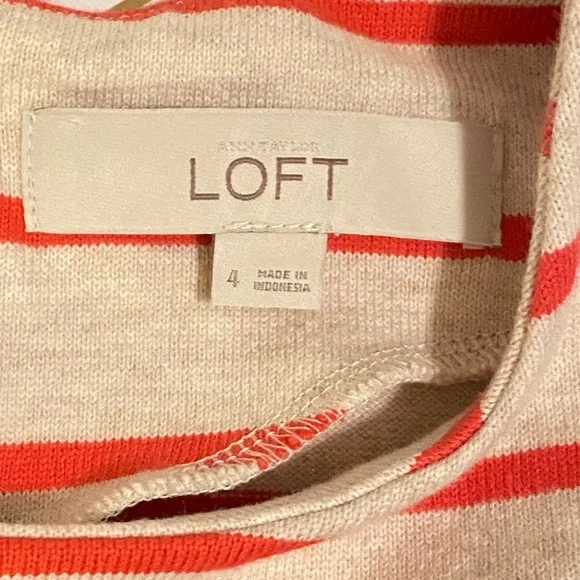 ANN TAYLOR
LOFT
4
MADE IN
INDONESIA